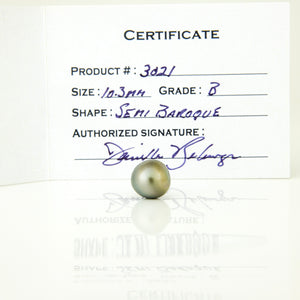 CERTIFICATE
PRODUCT #: 3021
SIZE: 10.3MM GRADE: B
SHAPE: SEMI BAROQUE
AUTHORIZED SIGNATURE: